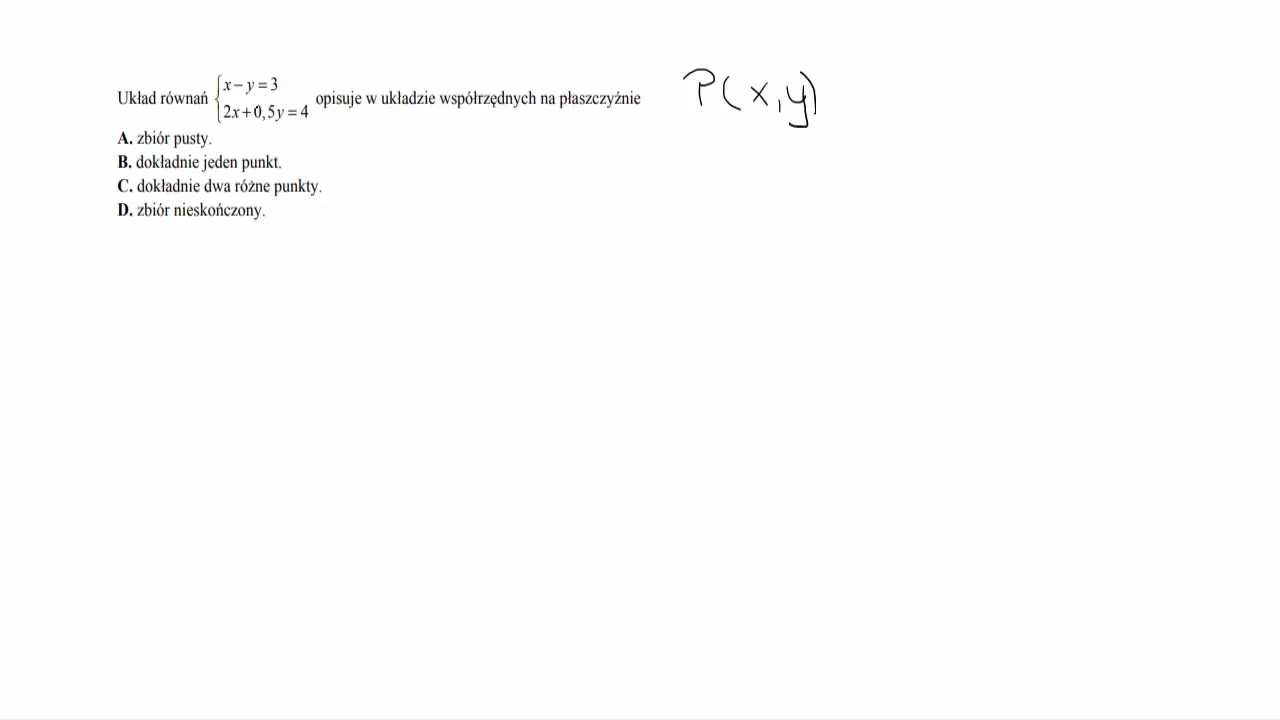 Układ równań { x − y = 3
2x + 0,5y = 4 opisuje w układzie współrzędnych na płaszczyźnie P(x,y)
A. zbiór pusty.
B. dokładnie jeden punkt.
C. dokładnie dwa różne punkty.
D. zbiór nieskończony.